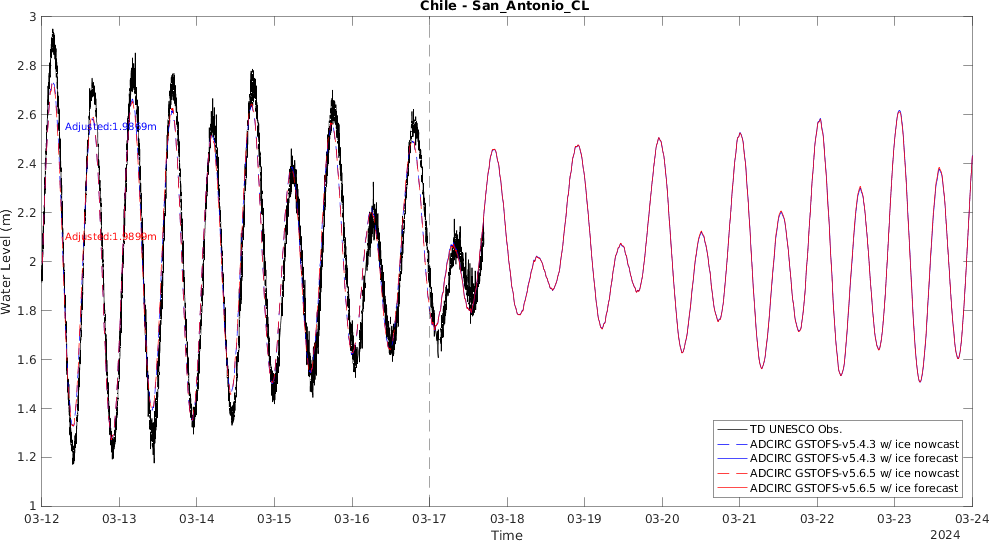 Chile - San_Antonio_CL
3
2.8
2.6
2.4
2.2
2
1.8
1.6
1.4
1.2
1
Water Level (m)
Adjusted:1.9869m
Adjusted:1.9899m
TD UNESCO Obs.
ADCIRC GSTOFS-v5.4.3 w/ ice nowcast
ADCIRC GSTOFS-v5.4.3 w/ ice forecast
ADCIRC GSTOFS-v5.6.5 w/ ice nowcast
ADCIRC GSTOFS-v5.6.5 w/ ice forecast
03-12 03-13 03-14 03-15 03-16 03-17 03-18 03-19 03-20 03-21 03-22 03-23 03-24
Time
2024